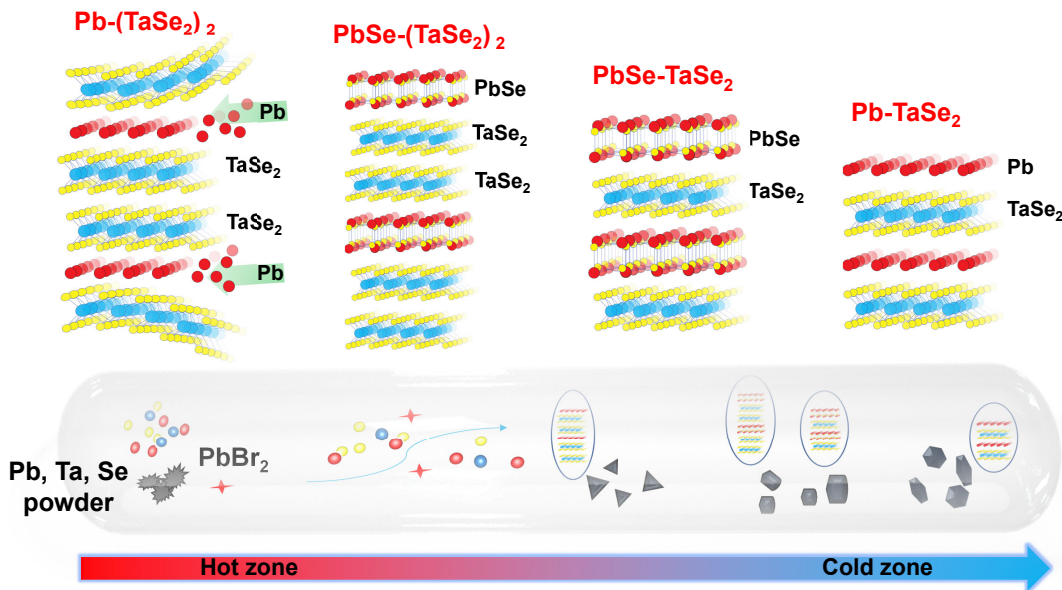 Pb-(TaSe₂)₂
PbSe-(TaSe₂)₂
PbSe-TaSe₂
Pb-TaSe₂
Pb
TaSe₂
TaSe₂
Pb
PbSe
TaSe₂
TaSe₂
PbSe
TaSe₂
Pb
TaSe₂
Pb, Ta, Se
powder
PbBr₂
Hot zone
Cold zone